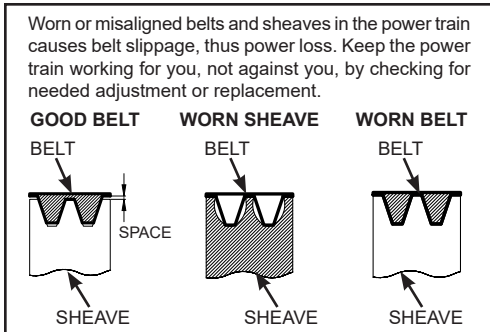 Worn or misaligned belts and sheaves in the power train
causes belt slippage, thus power loss. Keep the power
train working for you, not against you, by checking for
needed adjustment or replacement.
GOOD BELT WORN SHEAVE WORN BELT
BELT BELT BELT
SPACE
SHEAVE SHEAVE SHEAVE